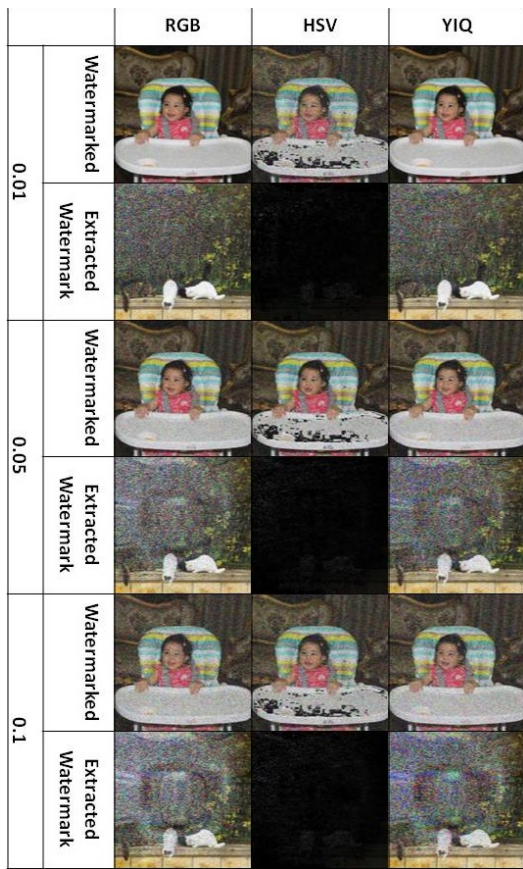 RGB
HSV
YIQ
0.01
Watermarked
Extracted
Watermark
0.05
Watermarked
Extracted
Watermark
0.1
Watermarked
Extracted
Watermark